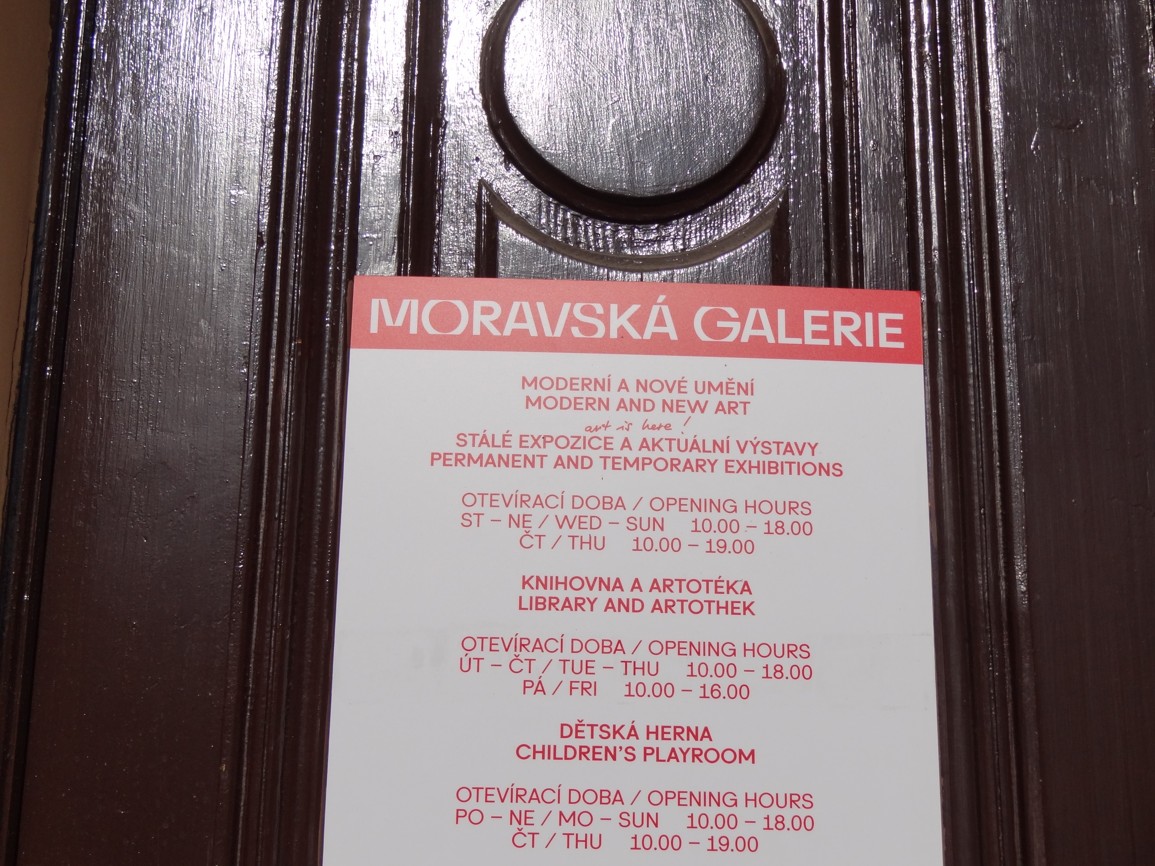 MORAVSKÁ GALERIE
MODERNÍ A NOVÉ UMĚNÍ
MODERN AND NEW ART
art is here!
STÁLÉ EXPOZICE A AKTUÁLNÍ VÝSTAVY
PERMANENT AND TEMPORARY EXHIBITIONS
OTEVÍRACÍ DOBA / OPENING HOURS
ST – NE / WED – SUN 10.00 – 18.00
ČT / THU 10.00 – 19.00
KNIHOVNA A ARTOTÉKA
LIBRARY AND ARTOTHEK
OTEVÍRACÍ DOBA / OPENING HOURS
ÚT – ČT / TUE – THU 10.00 – 18.00
PÁ / FRI 10.00 – 16.00
DĚTSKÁ HERNA
CHILDREN'S PLAYROOM
OTEVÍRACÍ DOBA / OPENING HOURS
PO – NE / MO – SUN 10.00 – 18.00
ČT / THU 10.00 – 19.00